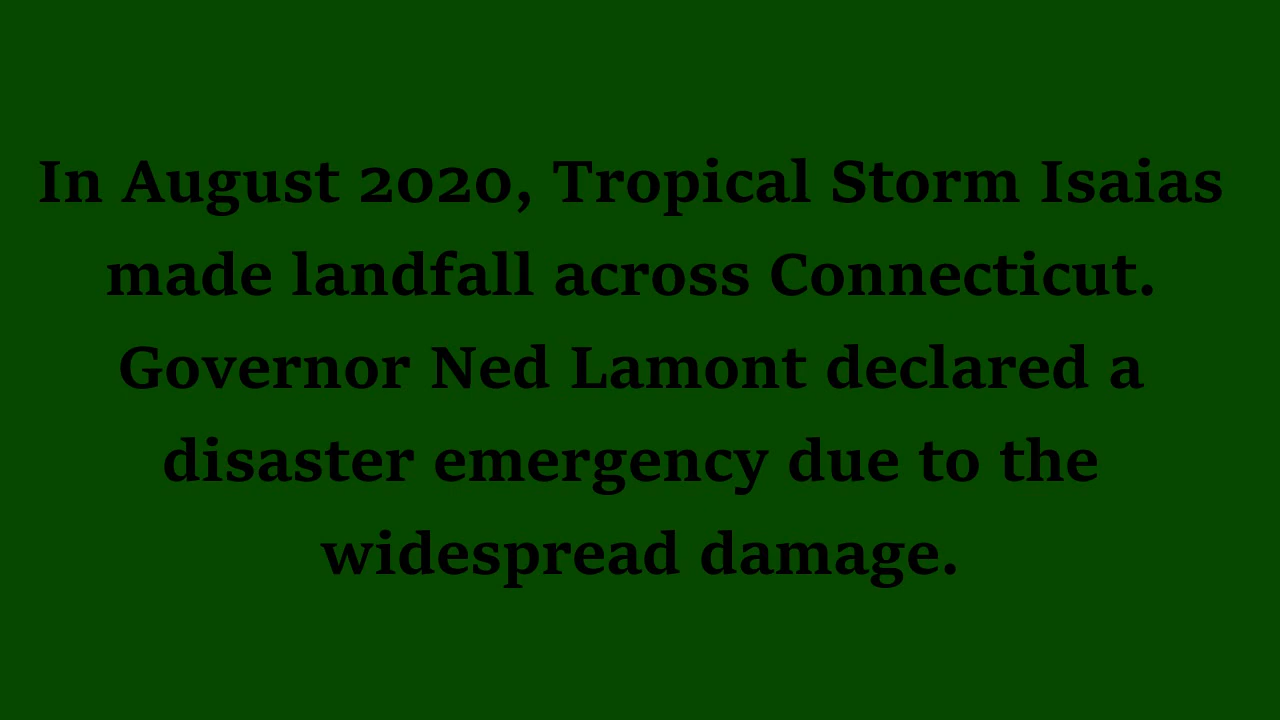 In August 2020, Tropical Storm Isaias
made landfall across Connecticut.
Governor Ned Lamont declared a
disaster emergency due to the
widespread damage.